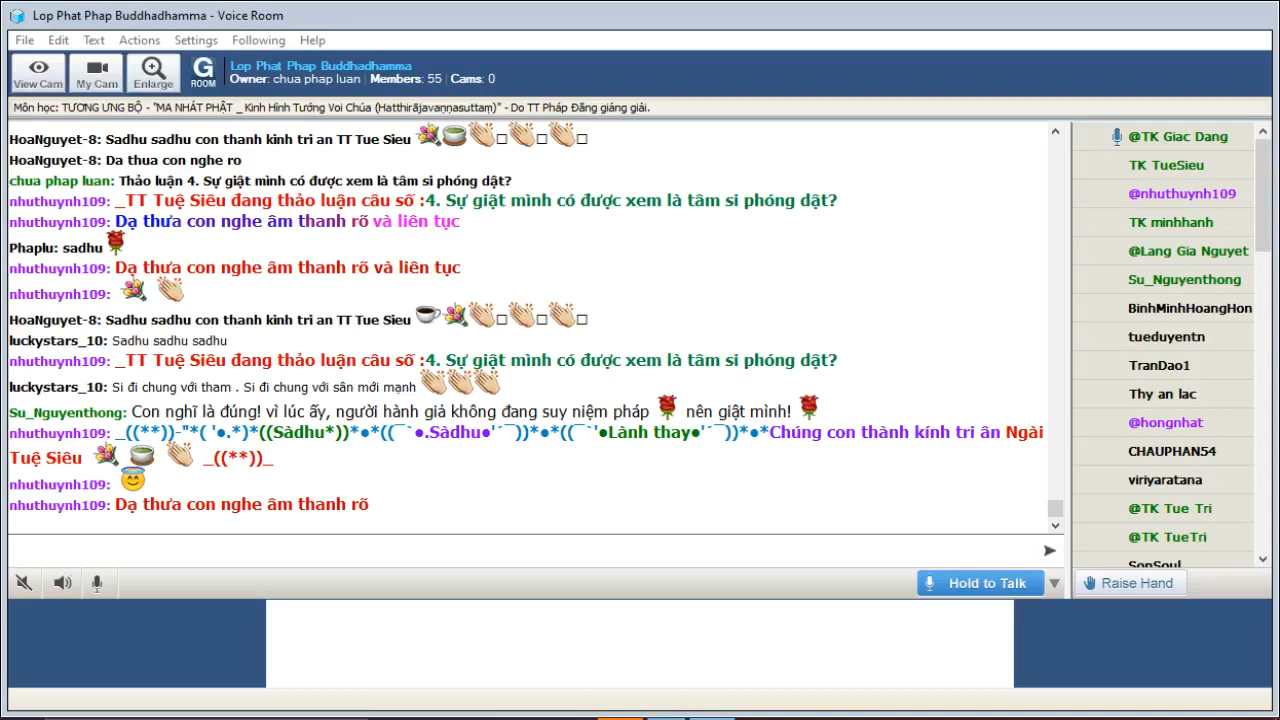 Lop Phat Phap Buddhadhamma - Voice Room
File Edit Text Actions Settings Following Help
View Cam My Cam Enlarge G ROOM
Lop Phat Phap Buddhadhamma
Owner: chua phap luan Members: 55 Cams: 0
Môn học: TƯƠNG ƯNG BỘ - "MA NHÁT PHẬT _ Kinh Hình Tướng Voi Chúa (Hatthirājavaṇṇasuttaṃ)" - Do TT Pháp Đăng giảng giải.
HoaNguyet-8: Sadhu sadhu con thanh kinh tri an TT Tue Sieu
HoaNguyet-8: Da thua con nghe ro
chua phap luan: Thảo luận 4. Sự giật mình có được xem là tâm si phóng dật?
nhuthuynh109: _TT Tuệ Siêu đang thảo luận câu số :4. Sự giật mình có được xem là tâm si phóng dật?
nhuthuynh109: Dạ thưa con nghe âm thanh rõ và liên tục
Phaplu: sadhu
nhuthuynh109: Dạ thưa con nghe âm thanh rõ và liên tục
nhuthuynh109:
HoaNguyet-8: Sadhu sadhu con thanh kinh tri an TT Tue Sieu
luckystars_10: Sadhu sadhu sadhu
nhuthuynh109: _TT Tuệ Siêu đang thảo luận câu số :4. Sự giật mình có được xem là tâm si phóng dật?
luckystars_10: Si đi chung với tham . Si đi chung với sân mới mạnh
Su_Nguyenthong: Con nghĩ là đúng! vì lúc ấy, người hành giả không đang suy niệm pháp nên giật mình!
nhuthuynh109: _((**))-"*( '●.*)*((Sàdhu*))*●*((¯`●.Sàdhu●'´¯))*●*((¯`'●Lành thay●'´¯))*●*Chúng con thành kính tri ân Ngài
Tuệ Siêu _((**))_
nhuthuynh109:
nhuthuynh109: Dạ thưa con nghe âm thanh rõ
@TK Giac Dang
TK TueSieu
@nhuthuynh109
TK minhhanh
@Lang Gia Nguyet
Su_Nguyenthong
BinhMinhHoangHon
tueduyentn
TranDao1
Thy an lac
@hongnhat
CHAUPHAN54
viriyaratana
@TK Tue Tri
@TK TueTri
SonSoul
Hold to Talk
Raise Hand